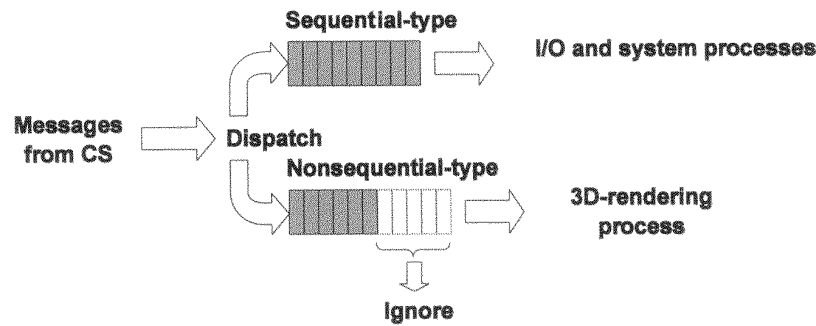 Sequential-type
I/O and system processes
Messages
from CS
Dispatch
Nonsequential-type
3D-rendering
process
Ignore